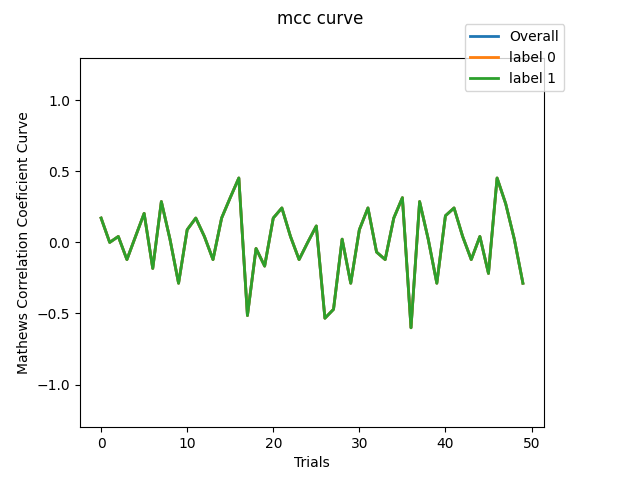 mcc curve
Overall
label 0
label 1
Mathews Correlation Coeficient Curve
1.0
0.5
0.0
−0.5
−1.0
0 10 20 30 40 50
Trials